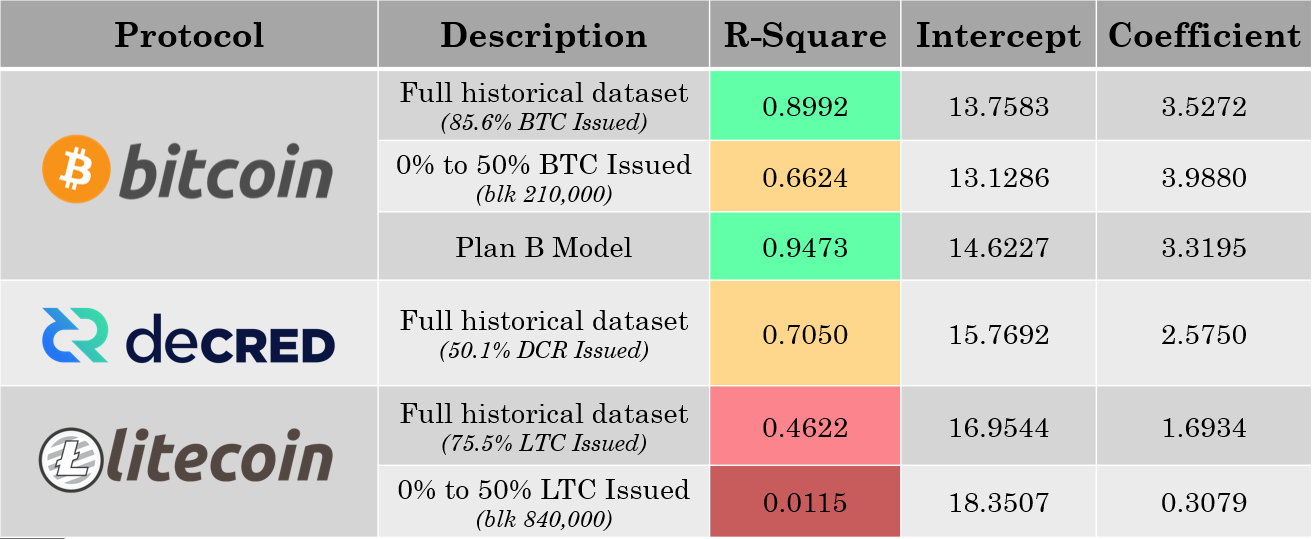 Protocol Description R-Square Intercept Coefficient
bitcoin
Full historical dataset 0.8992 13.7583 3.5272
(85.6% BTC Issued)
0% to 50% BTC Issued 0.6624 13.1286 3.9880
(blk 210,000)
Plan B Model 0.9473 14.6227 3.3195
decred
Full historical dataset 0.7050 15.7692 2.5750
(50.1% DCR Issued)
litecoin
Full historical dataset 0.4622 16.9544 1.6934
(75.5% LTC Issued)
0% to 50% LTC Issued 0.0115 18.3507 0.3079
(blk 840,000)